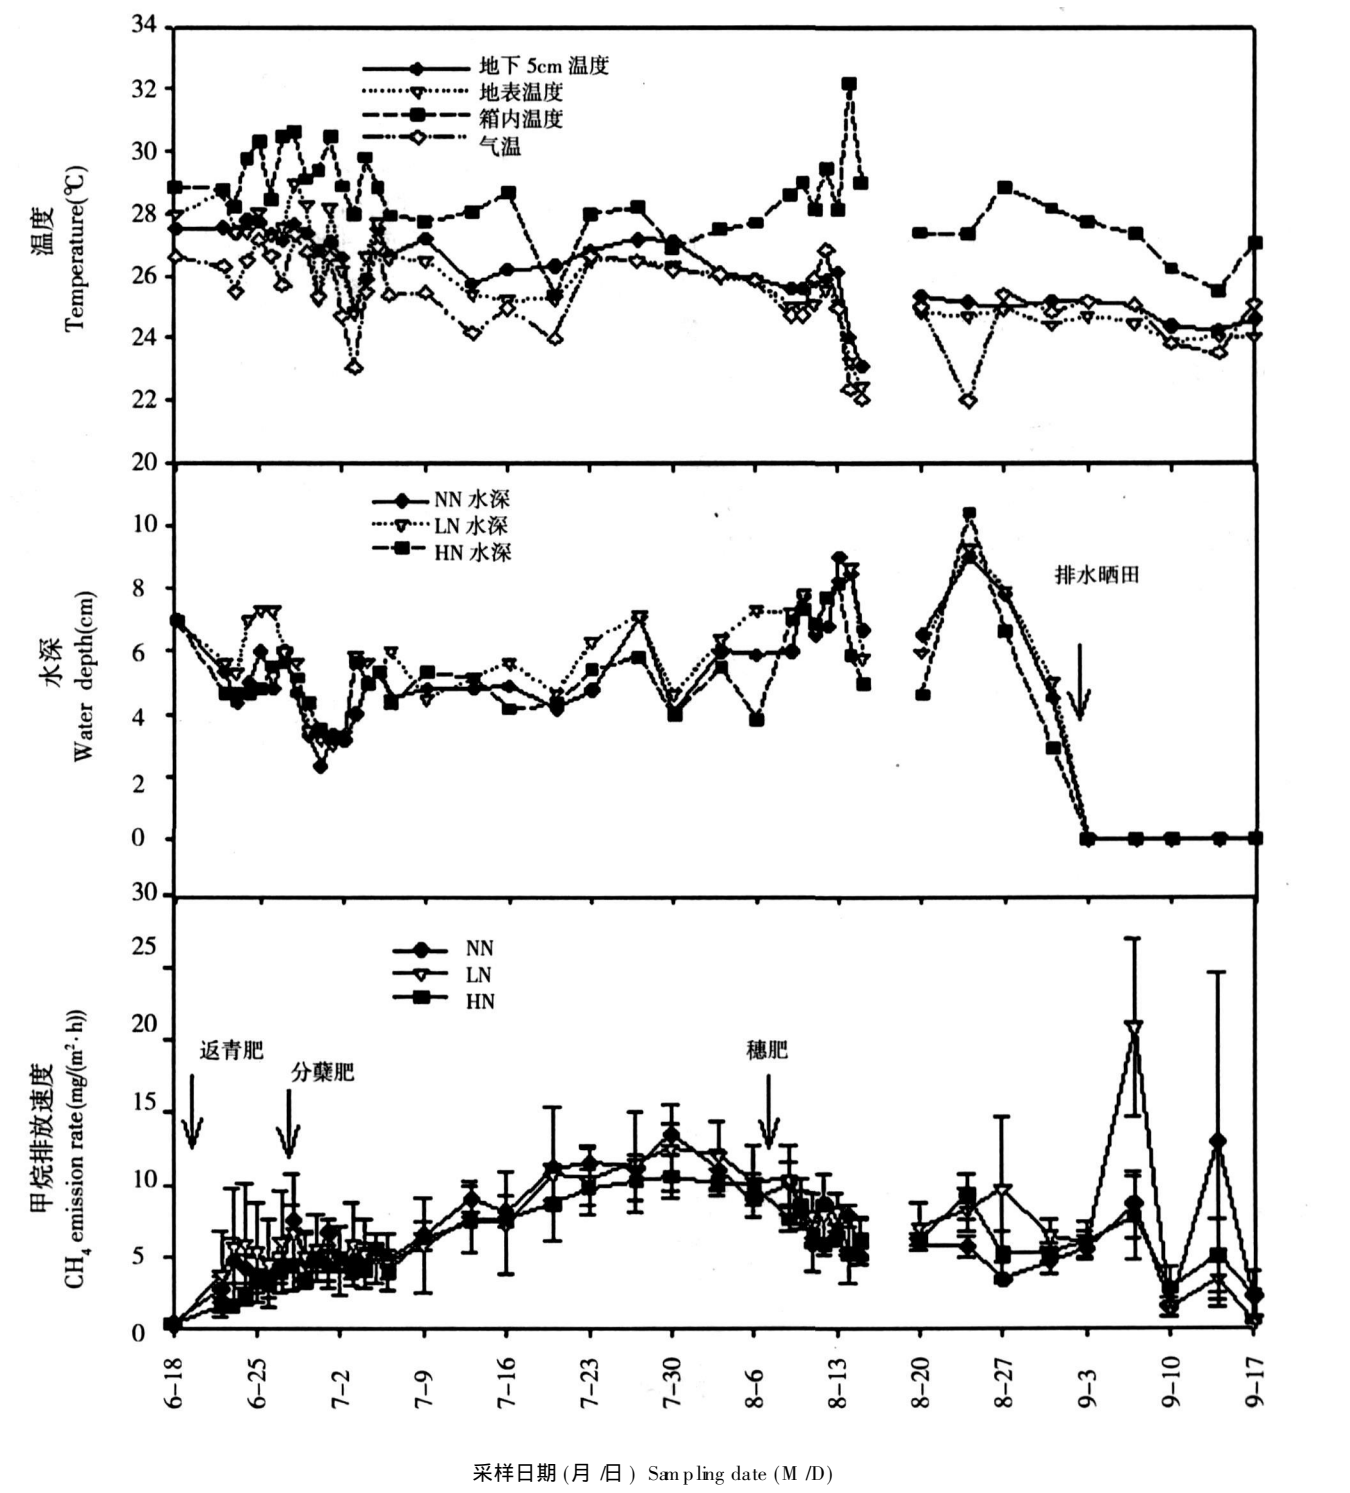 34
32
30
28
26
24
22
20
温度
Temperature(℃)
地下 5cm 温度
地表温度
箱内温度
气温
10
8
6
4
2
0
水深
Water depth(cm)
NN 水深
LN 水深
HN 水深
排水晒田
30
25
20
15
10
5
0
甲烷排放速度
CH₄ emission rate(mg/(m²·h))
NN
LN
HN
返青肥
分蘖肥
穗肥
6-18
6-25
7-2
7-9
7-16
7-23
7-30
8-6
8-13
8-20
8-27
9-3
9-10
9-17
采样日期 (月 /日 ) Sampling date (M /D)